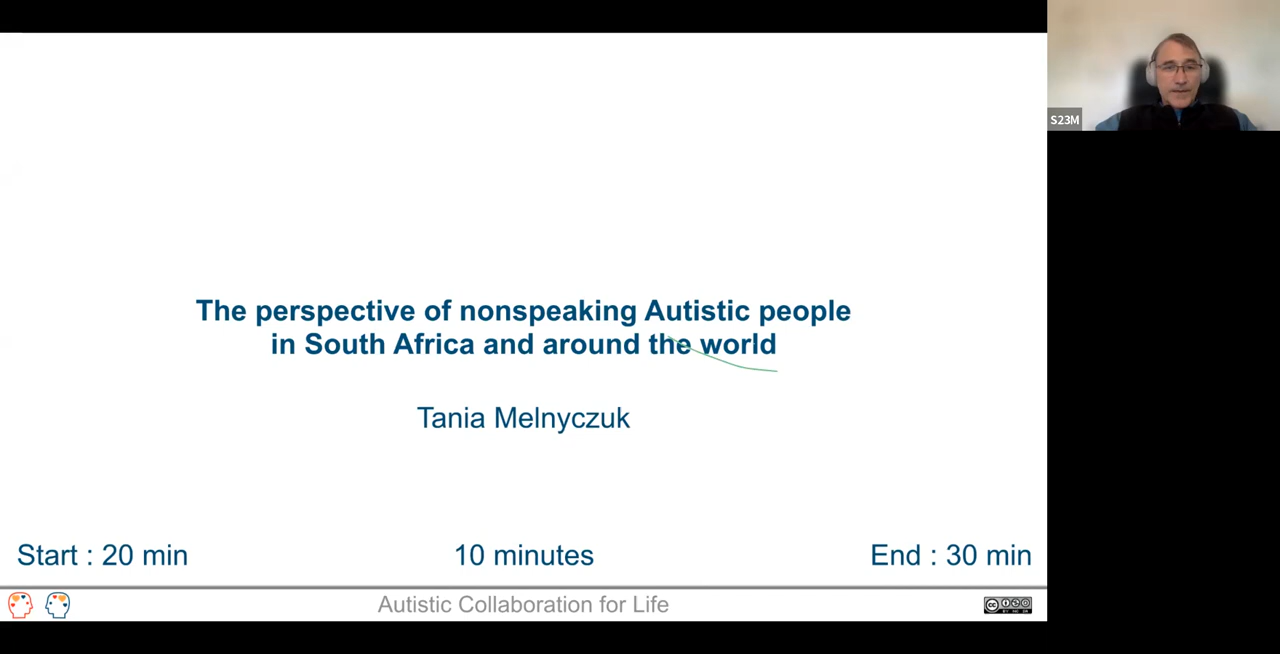 S23M
The perspective of nonspeaking Autistic people
in South Africa and around the world
Tania Melnyczuk
Start : 20 min
10 minutes
End : 30 min
Autistic Collaboration for Life